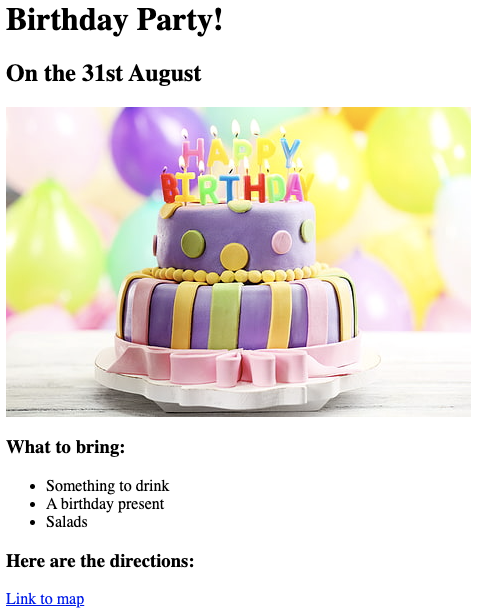 Birthday Party!
On the 31st August
HAPPY
BIRTHDAY
What to bring:
Something to drink
A birthday present
Salads
Here are the directions:
Link to map